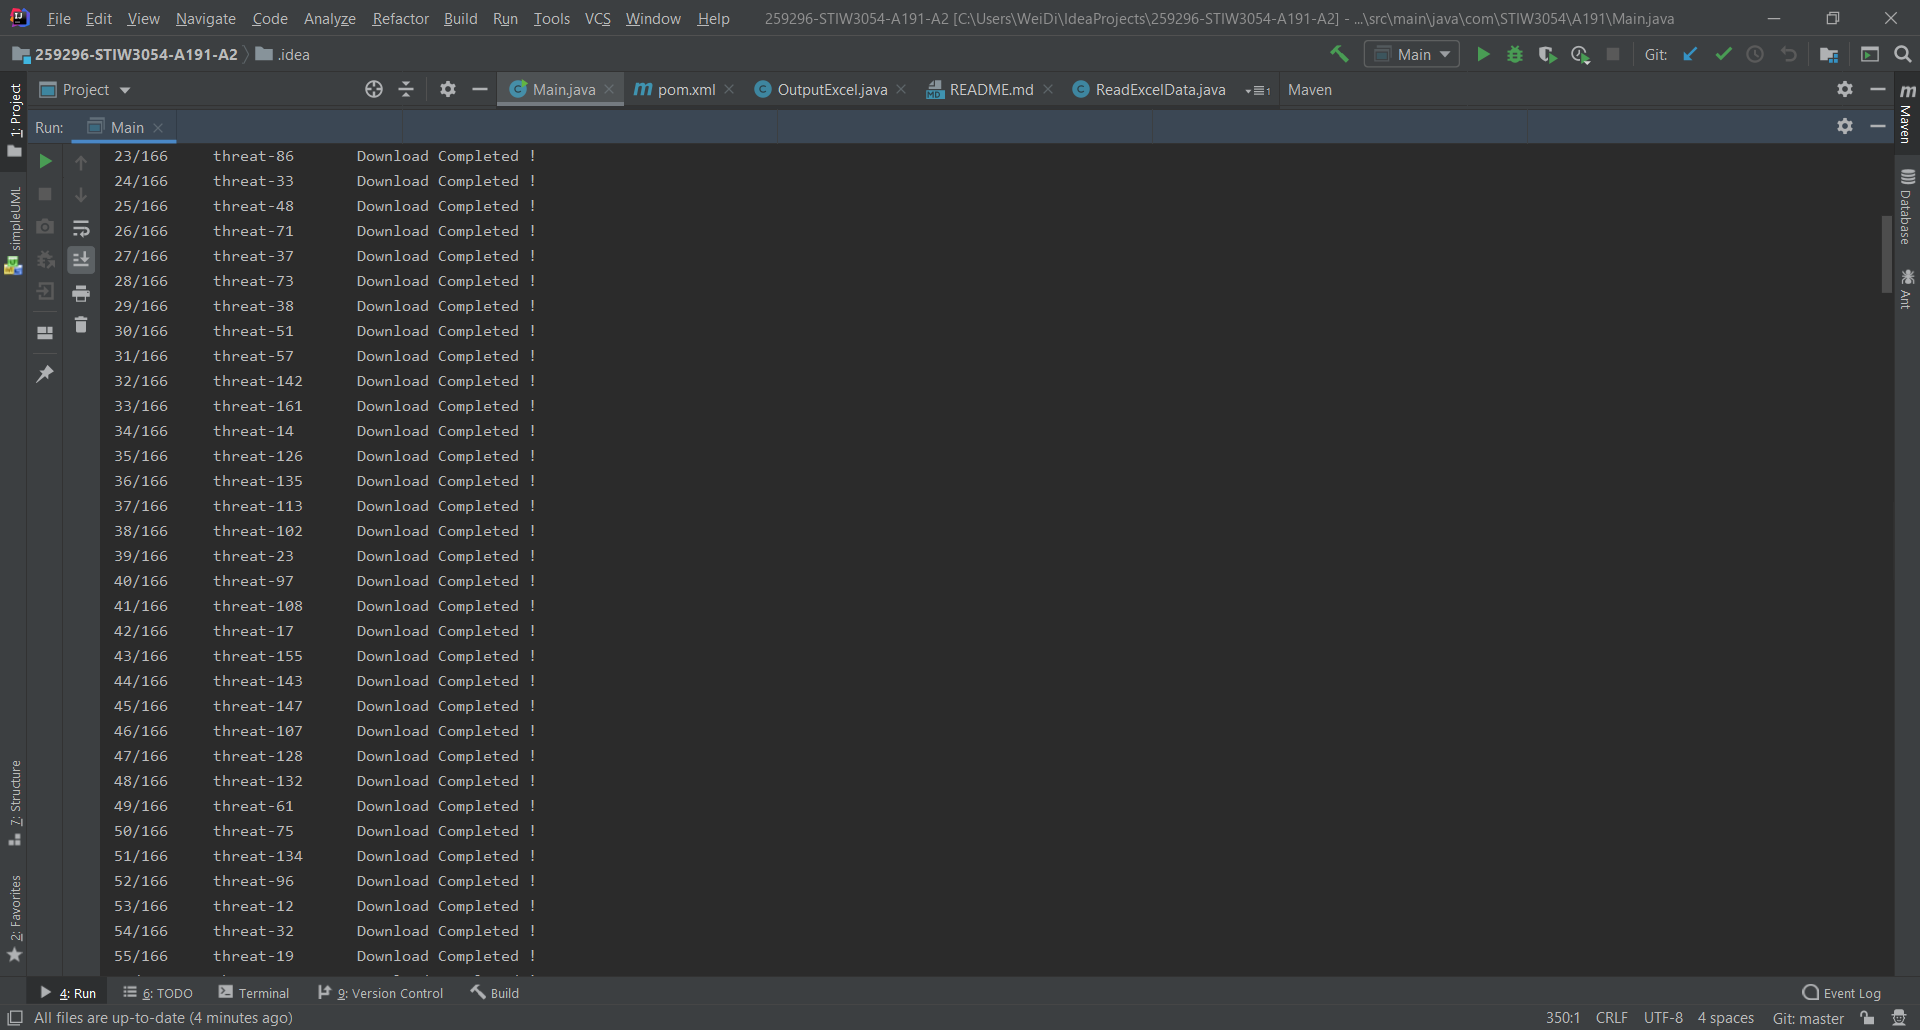 File Edit View Navigate Code Analyze Refactor Build Run Tools VCS Window Help 259296-STIW3054-A191-A2 [C:\Users\WeiDi\IdeaProjects\259296-STIW3054-A191-A2] - ...\src\main\java\com\STIW3054\A191\Main.java
259296-STIW3054-A191-A2 .idea Main Git:
Project Main.java pom.xml OutputExcel.java README.md ReadExcelData.java Maven
Run: Main
1: Project
simpleUML
7: Structure
2: Favorites
23/166 threat-86 Download Completed !
24/166 threat-33 Download Completed !
25/166 threat-48 Download Completed !
26/166 threat-71 Download Completed !
27/166 threat-37 Download Completed !
28/166 threat-73 Download Completed !
29/166 threat-38 Download Completed !
30/166 threat-51 Download Completed !
31/166 threat-57 Download Completed !
32/166 threat-142 Download Completed !
33/166 threat-161 Download Completed !
34/166 threat-14 Download Completed !
35/166 threat-126 Download Completed !
36/166 threat-135 Download Completed !
37/166 threat-113 Download Completed !
38/166 threat-102 Download Completed !
39/166 threat-23 Download Completed !
40/166 threat-97 Download Completed !
41/166 threat-108 Download Completed !
42/166 threat-17 Download Completed !
43/166 threat-155 Download Completed !
44/166 threat-143 Download Completed !
45/166 threat-147 Download Completed !
46/166 threat-107 Download Completed !
47/166 threat-128 Download Completed !
48/166 threat-132 Download Completed !
49/166 threat-61 Download Completed !
50/166 threat-75 Download Completed !
51/166 threat-134 Download Completed !
52/166 threat-96 Download Completed !
53/166 threat-12 Download Completed !
54/166 threat-32 Download Completed !
55/166 threat-19 Download Completed !
Maven
Database
Ant
4: Run 6: TODO Terminal 9: Version Control Build Event Log
All files are up-to-date (4 minutes ago) 350:1 CRLF UTF-8 4 spaces Git: master